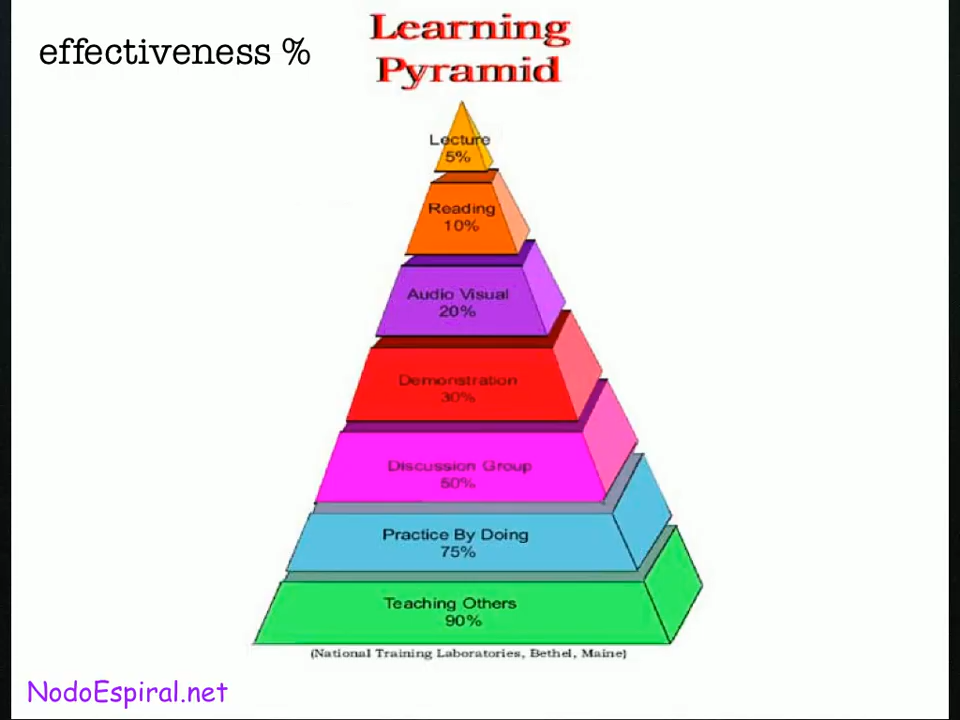 effectiveness %
Learning
Pyramid
Lecture
5%
Reading
10%
Audio Visual
20%
Demonstration
30%
Discussion Group
50%
Practice By Doing
75%
Teaching Others
90%
(National Training Laboratories, Bethel, Maine)
NodoEspiral.net